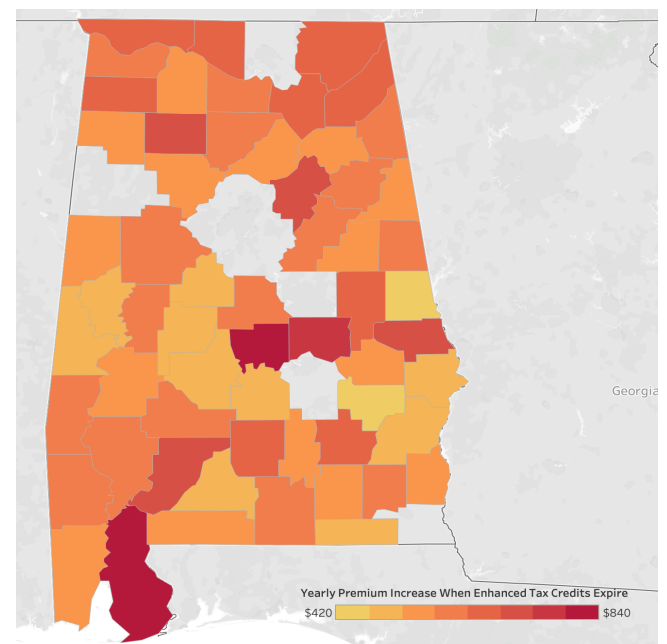 Georgia
Yearly Premium Increase When Enhanced Tax Credits Expire
$420 $840